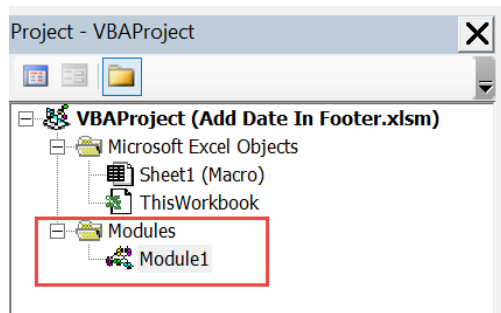 Project - VBAProject
VBAProject (Add Date In Footer.xlsm)
Microsoft Excel Objects
Sheet1 (Macro)
ThisWorkbook
Modules
Module1